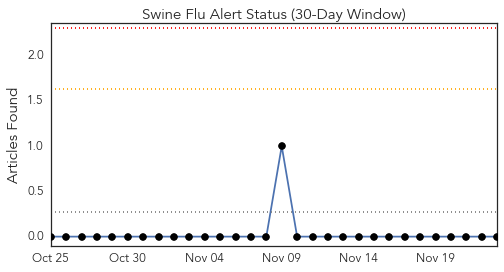 Swine Flu Alert Status (30-Day Window)
Articles Found
2.0
1.5
1.0
0.5
0.0
Oct 25 Oct 30 Nov 04 Nov 09 Nov 14 Nov 19